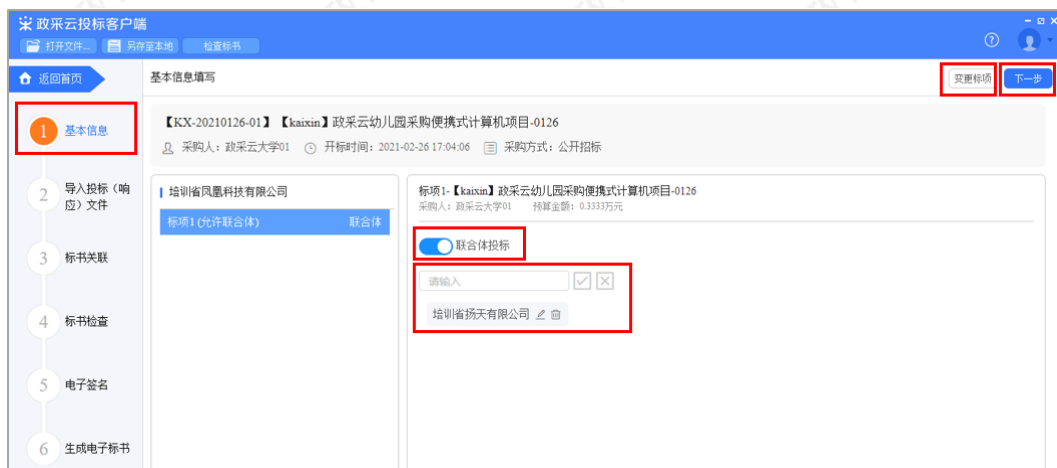 政采云投标客户端
打开文件... 另存至本地 检查标书
返回首页
基本信息填写
变更标项 下一步
1 基本信息
2 导入投标（响
应）文件
3 标书关联
4 标书检查
5 电子签名
6 生成电子标书
【KX-20210126-01】【kaixin】政采云幼儿园采购便携式计算机项目-0126
采购人：政采云大学01 开标时间：2021-02-26 17:04:06 采购方式：公开招标
培训省凤凰科技有限公司
标项1(允许联合体) 联合体
标项1-【kaixin】政采云幼儿园采购便携式计算机项目-0126
采购人：政采云大学01 预算金额：0.3333万元
联合体投标
请输入
培训省扬天有限公司